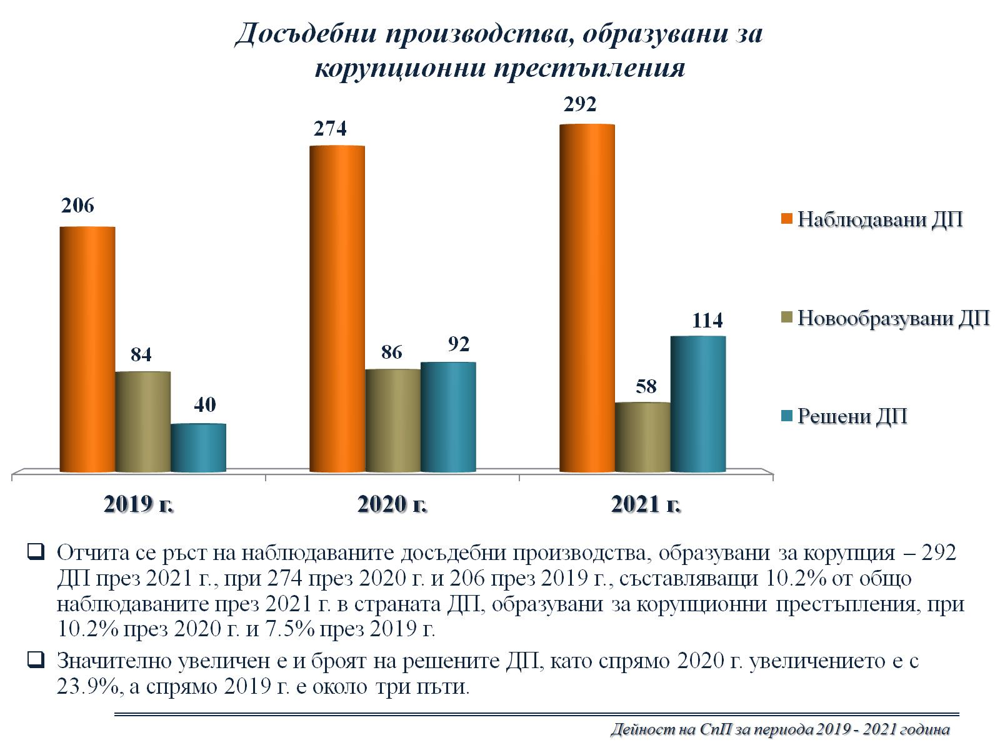 Досъдебни производства, образувани за
корупционни престъпления
292
274
206
114
92
86
84
58
40
Наблюдавани ДП
Новообразувани ДП
Решени ДП
2019 г.
2020 г.
2021 г.
Отчита се ръст на наблюдаваните досъдебни производства, образувани за корупция – 292
ДП през 2021 г., при 274 през 2020 г. и 206 през 2019 г., съставляващи 10.2% от общо
наблюдаваните през 2021 г. в страната ДП, образувани за корупционни престъпления, при
10.2% през 2020 г. и 7.5% през 2019 г.
Значително увеличен е и броят на решените ДП, като спрямо 2020 г. увеличението е с
23.9%, а спрямо 2019 г. е около три пъти.
Дейност на СпП за периода 2019 - 2021 година